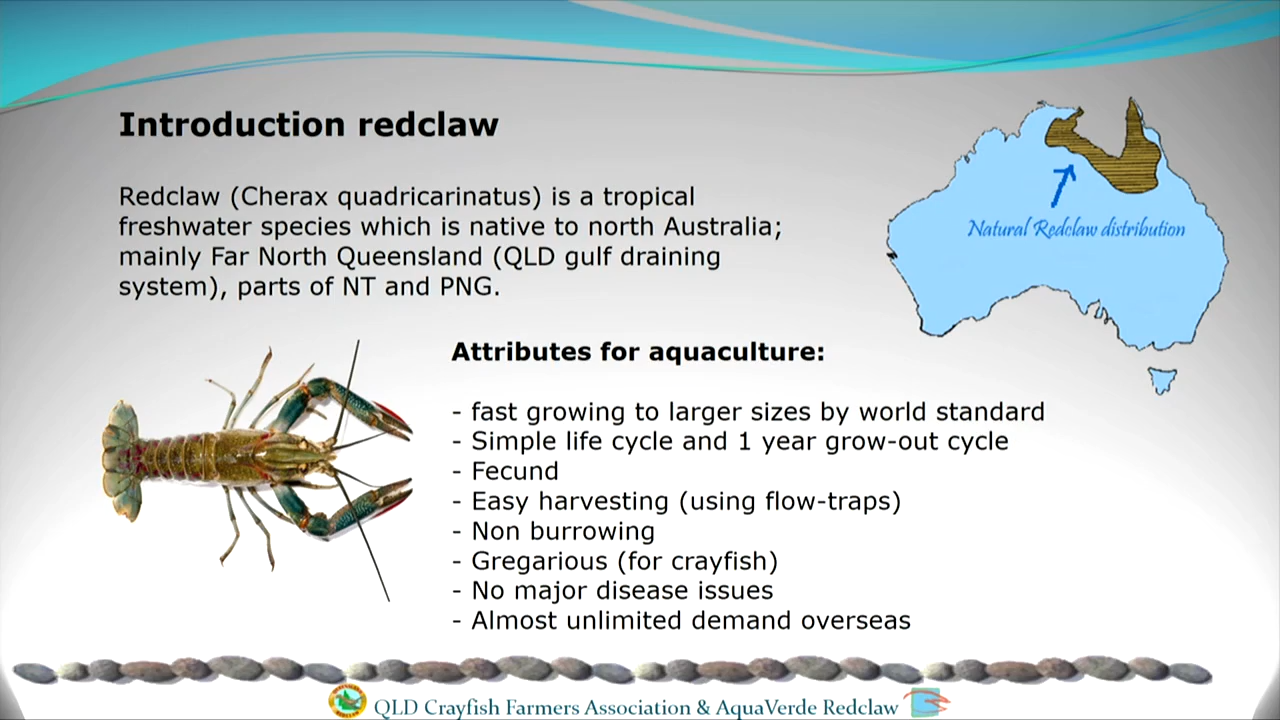 Introduction redclaw
Redclaw (Cherax quadricarinatus) is a tropical
freshwater species which is native to north Australia;
mainly Far North Queensland (QLD gulf draining
system), parts of NT and PNG.
Natural Redclaw distribution
Attributes for aquaculture:
- fast growing to larger sizes by world standard
- Simple life cycle and 1 year grow-out cycle
- Fecund
- Easy harvesting (using flow-traps)
- Non burrowing
- Gregarious (for crayfish)
- No major disease issues
- Almost unlimited demand overseas
QLD Crayfish Farmers Association & AquaVerde Redclaw